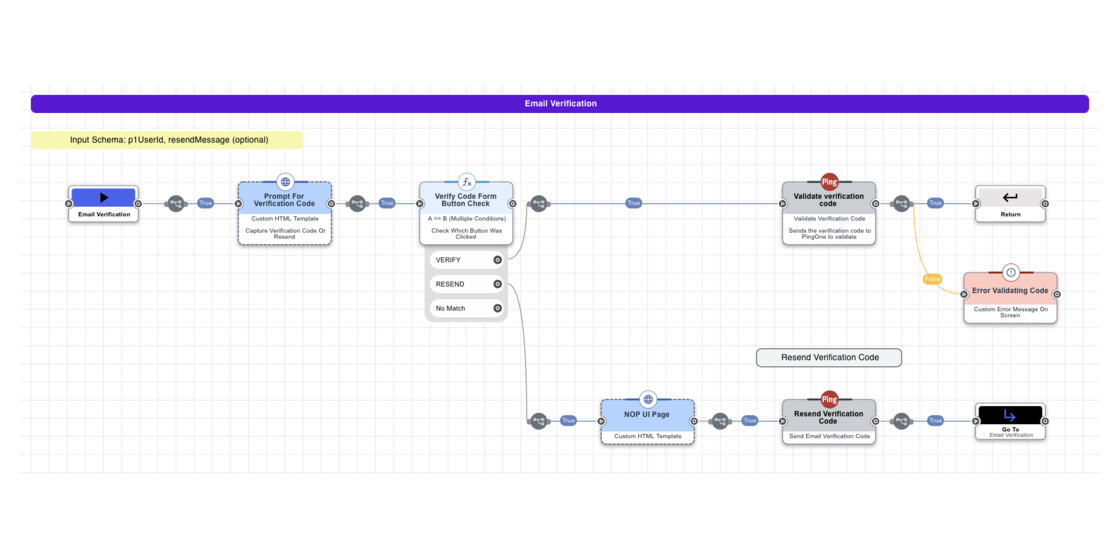 Email Verification
Input Schema: p1UserId, resendMessage (optional)
Email Verification
True
Prompt For
Verification Code
Custom HTML Template
Capture Verification Code Or
Resend
True
Verify Code Form
Button Check
A == B (Multiple Conditions)
Check Which Button Was
Clicked
VERIFY
RESEND
No Match
True
Ping
Validate verification
code
Validate Verification Code
Sends the verification code to
PingOne to validate
True
Return
False
Error Validating Code
Custom Error Message On
Screen
Resend Verification Code
True
NOP UI Page
Custom HTML Template
True
Ping
Resend Verification
Code
Send Email Verification Code
True
Go To
Email Verification